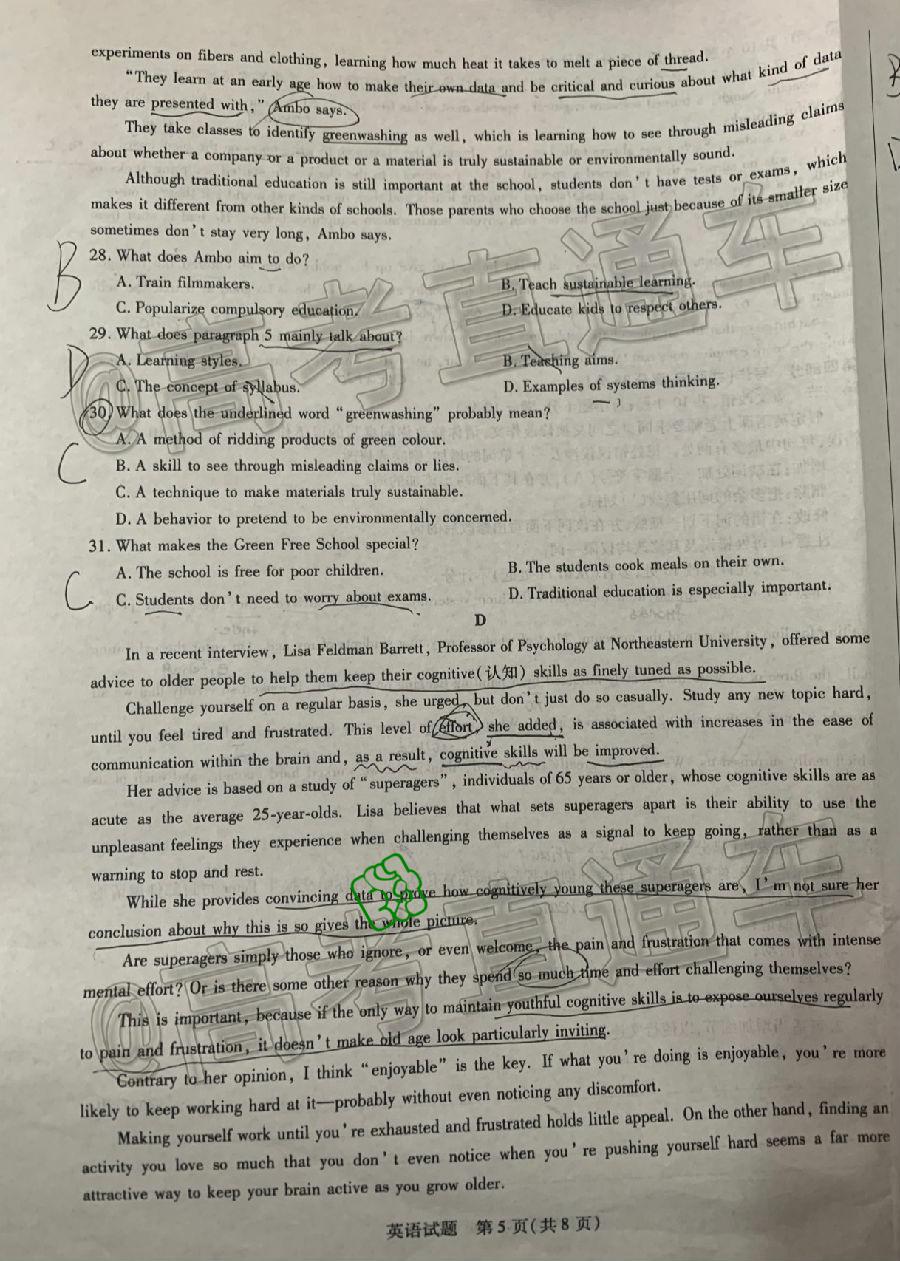 experiments on fibers and clothing, learning how much heat it takes to melt a piece of thread.
"They learn at an early age how to make their own data and be critical and curious about what kind of data
they are presented with," Ambo says.
They take classes to identify greenwashing as well, which is learning how to see through misleading claims
about whether a company or a product or a material is truly sustainable or environmentally sound.
Although traditional education is still important at the school, students don't have tests or exams, which
makes it different from other kinds of schools. Those parents who choose the school just because of its smaller size
sometimes don't stay very long, Ambo says.
B
28. What does Ambo aim to do?
A. Train filmmakers. B. Teach sustainable learning.
C. Popularize compulsory education. D. Educate kids to respect others.
D
29. What does paragraph 5 mainly talk about?
A. Learning styles. B. Teaching aims.
C. The concept of syllabus. D. Examples of systems thinking.
30. What does the underlined word "greenwashing" probably mean?
C
A. A method of ridding products of green colour.
B. A skill to see through misleading claims or lies.
C. A technique to make materials truly sustainable.
D. A behavior to pretend to be environmentally concerned.
31. What makes the Green Free School special?
C
A. The school is free for poor children. B. The students cook meals on their own.
C. Students don't need to worry about exams. D. Traditional education is especially important.
D
In a recent interview, Lisa Feldman Barrett, Professor of Psychology at Northeastern University, offered some
advice to older people to help them keep their cognitive(认知) skills as finely tuned as possible.
Challenge yourself on a regular basis, she urged, but don't just do so casually. Study any new topic hard,
until you feel tired and frustrated. This level of effort, she added, is associated with increases in the ease of
communication within the brain and, as a result, cognitive skills will be improved.
Her advice is based on a study of "superagers", individuals of 65 years or older, whose cognitive skills are as
acute as the average 25-year-olds. Lisa believes that what sets superagers apart is their ability to use the
unpleasant feelings they experience when challenging themselves as a signal to keep going, rather than as a
warning to stop and rest.
While she provides convincing data to prove how cognitively young these superagers are, I'm not sure her
conclusion about why this is so gives the whole picture.
Are superagers simply those who ignore, or even welcome, the pain and frustration that comes with intense
mental effort? Or is there some other reason why they spend so much time and effort challenging themselves?
This is important, because if the only way to maintain youthful cognitive skills is to expose ourselves regularly
to pain and frustration, it doesn't make old age look particularly inviting.
Contrary to her opinion, I think "enjoyable" is the key. If what you're doing is enjoyable, you're more
likely to keep working hard at it—probably without even noticing any discomfort.
Making yourself work until you're exhausted and frustrated holds little appeal. On the other hand, finding an
activity you love so much that you don't even notice when you're pushing yourself hard seems a far more
attractive way to keep your brain active as you grow older.
英语试题 第5页(共8页)
@高考直通车
@高考直通车